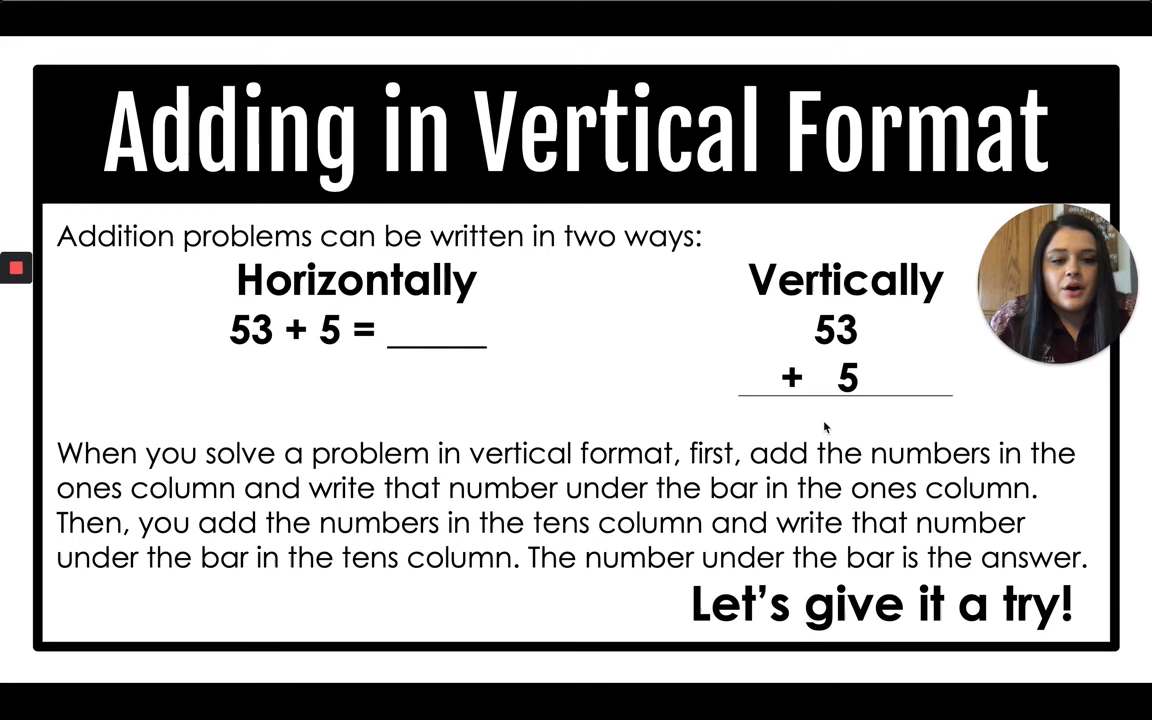 Adding in Vertical Format
Addition problems can be written in two ways:
Horizontally
53 + 5 = _____
Vertically
53
+ 5
When you solve a problem in vertical format, first, add the numbers in the
ones column and write that number under the bar in the ones column.
Then, you add the numbers in the tens column and write that number
under the bar in the tens column. The number under the bar is the answer.
Let’s give it a try!